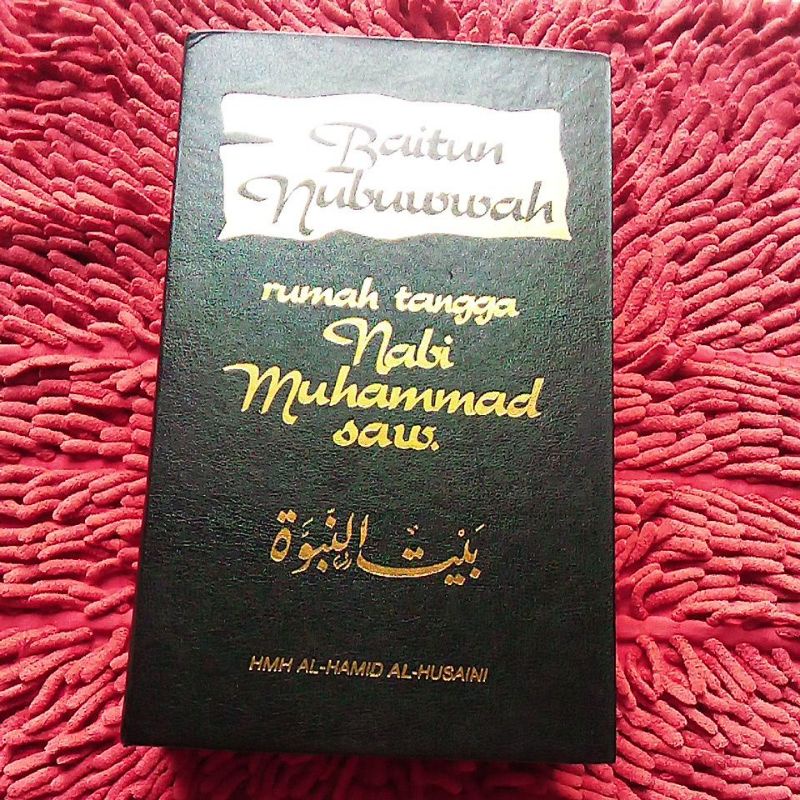 Baitun
Nubuwwah
rumah tangga
Nabi
Muhammad
saw.
بَيْتُ النُّبُوَّة
HMH AL-HAMID AL-HUSAINI